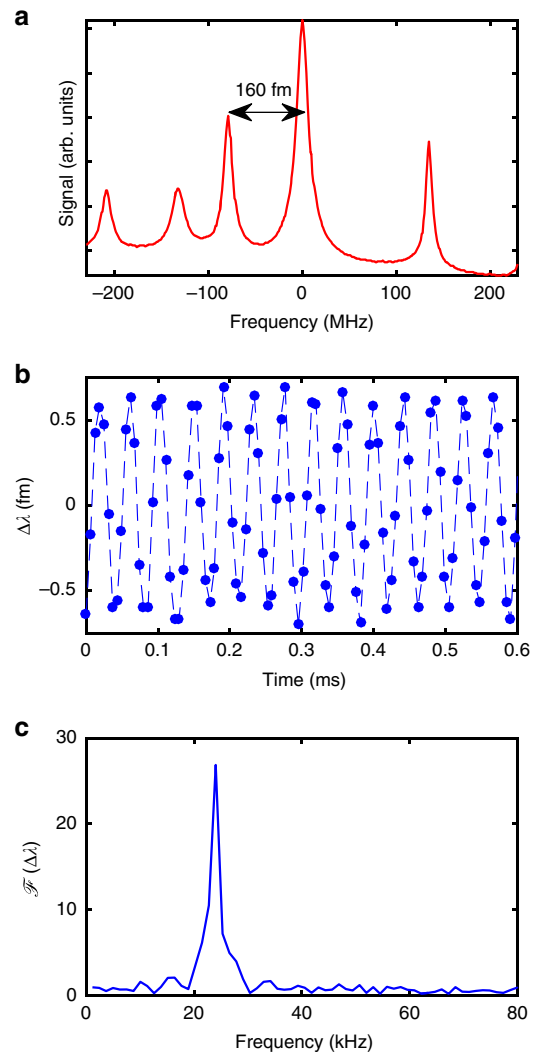 a
160 fm
Signal (arb. units)
−200
−100
0
100
200
Frequency (MHz)
b
0.5
0
−0.5
Δλ (fm)
0
0.1
0.2
0.3
0.4
0.5
0.6
Time (ms)
c
30
20
10
0
ℱ (Δλ)
0
20
40
60
80
Frequency (kHz)